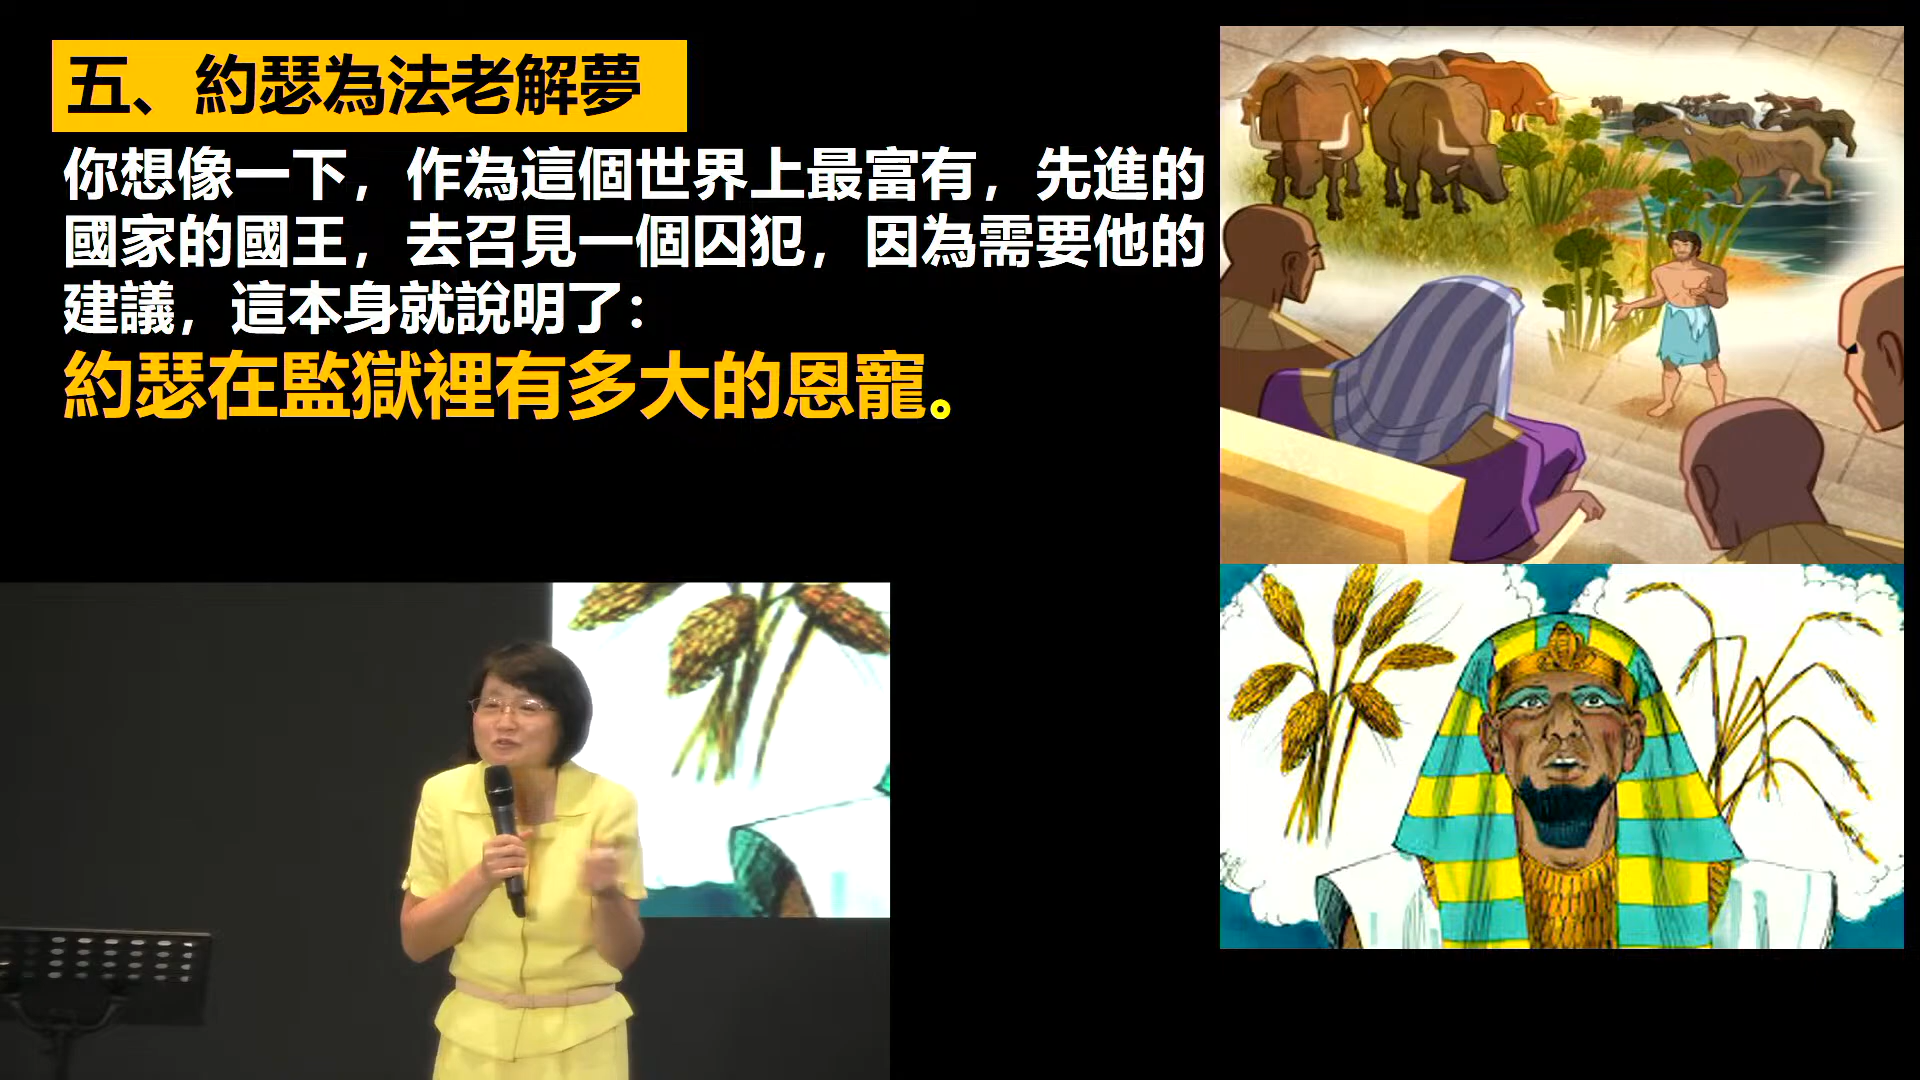 五、約瑟為法老解夢
你想像一下，作為這個世界上最富有，先進的
國家的國王，去召見一個囚犯，因為需要他的
建議，這本身就說明了：
約瑟在監獄裡有多大的恩寵。